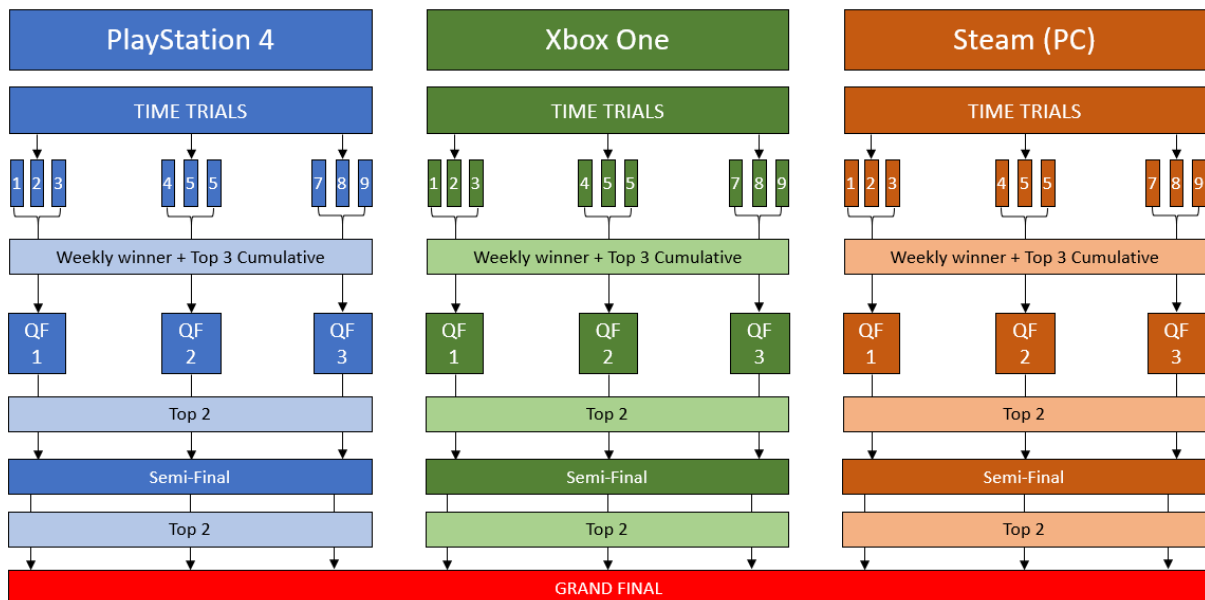 PlayStation 4
Xbox One
Steam (PC)
TIME TRIALS
TIME TRIALS
TIME TRIALS
1 2 3 4 5 5 7 8 9
1 2 3 4 5 5 7 8 9
1 2 3 4 5 5 7 8 9
Weekly winner + Top 3 Cumulative
Weekly winner + Top 3 Cumulative
Weekly winner + Top 3 Cumulative
QF
1
QF
2
QF
3
QF
1
QF
2
QF
3
QF
1
QF
2
QF
3
Top 2
Top 2
Top 2
Semi-Final
Semi-Final
Semi-Final
Top 2
Top 2
Top 2
GRAND FINAL